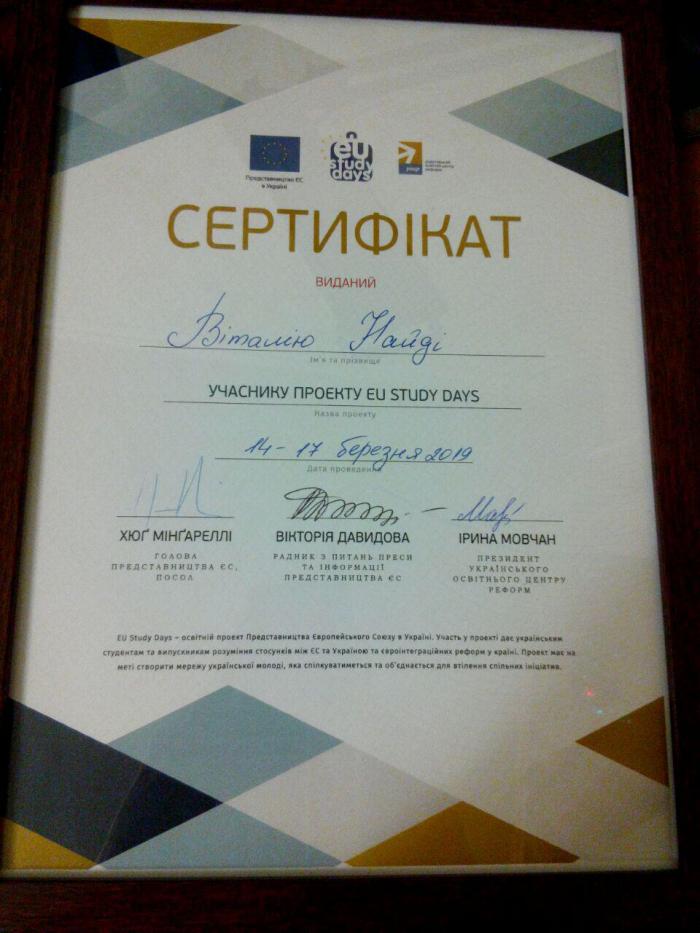 Представництво ЄС
в Україні
eu
study
days
СЕРТИФІКАТ
ВИДАНИЙ
Віталію Найді
Ім'я та прізвище
УЧАСНИКУ ПРОЕКТУ EU STUDY DAYS
Назва проекту
14-17 березня 2019
Дата проведення
ХЮҐ МІНҐАРЕЛЛІ
ГОЛОВА
ПРЕДСТАВНИЦТВА ЄС,
ПОСОЛ
ВІКТОРІЯ ДАВИДОВА
РАДНИК З ПИТАНЬ ПРЕСИ
ТА ІНФОРМАЦІЇ
ПРЕДСТАВНИЦТВА ЄС
ІРИНА МОВЧАН
ПРЕЗИДЕНТ
УКРАЇНСЬКОГО
ОСВІТНЬОГО ЦЕНТРУ
РЕФОРМ
EU Study Days – освітній проект Представництва Європейського Союзу в Україні. Участь у проекті дає українським
студентам та випускникам розуміння стосунків між ЄС та Україною та євроінтеграційних реформ у країні. Проект має на
меті створити мережу української молоді, яка спілкуватиметься та об'єднається для втілення спільних ініціатив.